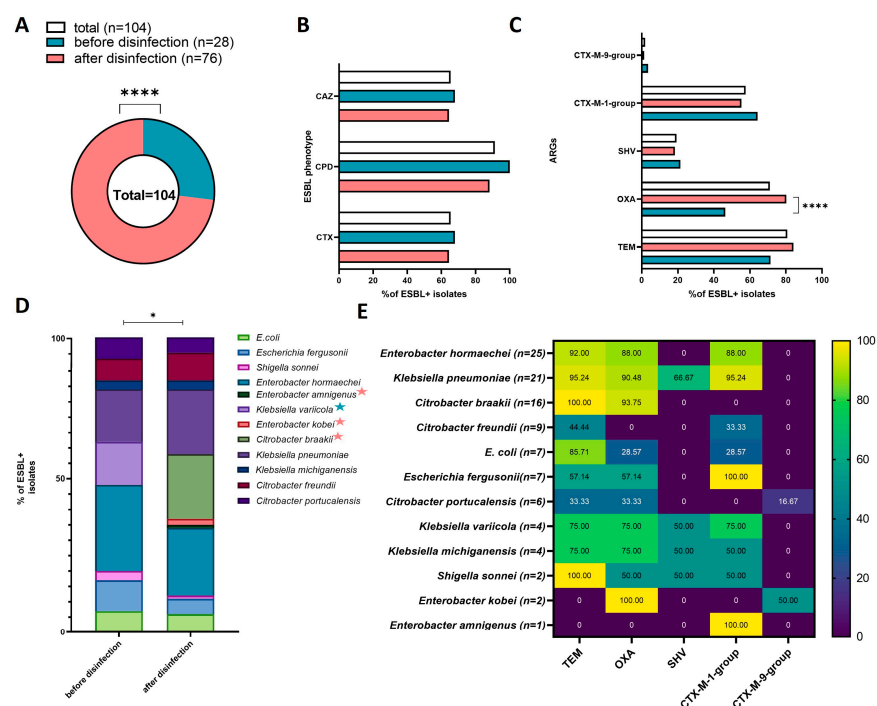 A
total (n=104)
before disinfection (n=28)
after disinfection (n=76)
****
Total=104
B
ESBL phenotype
CAZ
CPD
CTX
0 20 40 60 80 100
%of ESBL+ isolates
C
ARGs
CTX-M-9-group
CTX-M-1-group
SHV
OXA
TEM
****
0 20 40 60 80 100
%of ESBL+ isolates
D
*
% of ESBL+
isolates
100
50
0
before disinfection
after disinfection
E.coli
Escherichia fergusonii
Shigella sonnei
Enterobacter hormaechei
Enterobacter amnigenus
Klebsiella variicola
Enterobacter kobei
Citrobacter braakii
Klebsiella pneumoniae
Klebsiella michiganensis
Citrobacter freundii
Citrobacter portucalensis
E
Enterobacter hormaechei (n=25) 92.00 88.00 0 88.00 0
Klebsiella pneumoniae (n=21) 95.24 90.48 66.67 95.24 0
Citrobacter braakii (n=16) 100.00 93.75 0 0 0
Citrobacter freundii (n=9) 44.44 0 0 33.33 0
E. coli (n=7) 85.71 28.57 0 28.57 0
Escherichia fergusonii(n=7) 57.14 57.14 0 100.00 0
Citrobacter portucalensis (n=6) 33.33 33.33 0 0 16.67
Klebsiella variicola (n=4) 75.00 75.00 50.00 75.00 0
Klebsiella michiganensis (n=4) 75.00 75.00 50.00 50.00 0
Shigella sonnei (n=2) 100.00 50.00 50.00 50.00 0
Enterobacter kobei (n=2) 0 100.00 0 0 50.00
Enterobacter amnigenus (n=1) 0 0 0 100.00 0
TEM OXA SHV CTX-M-1-group CTX-M-9-group
100
80
60
40
20
0